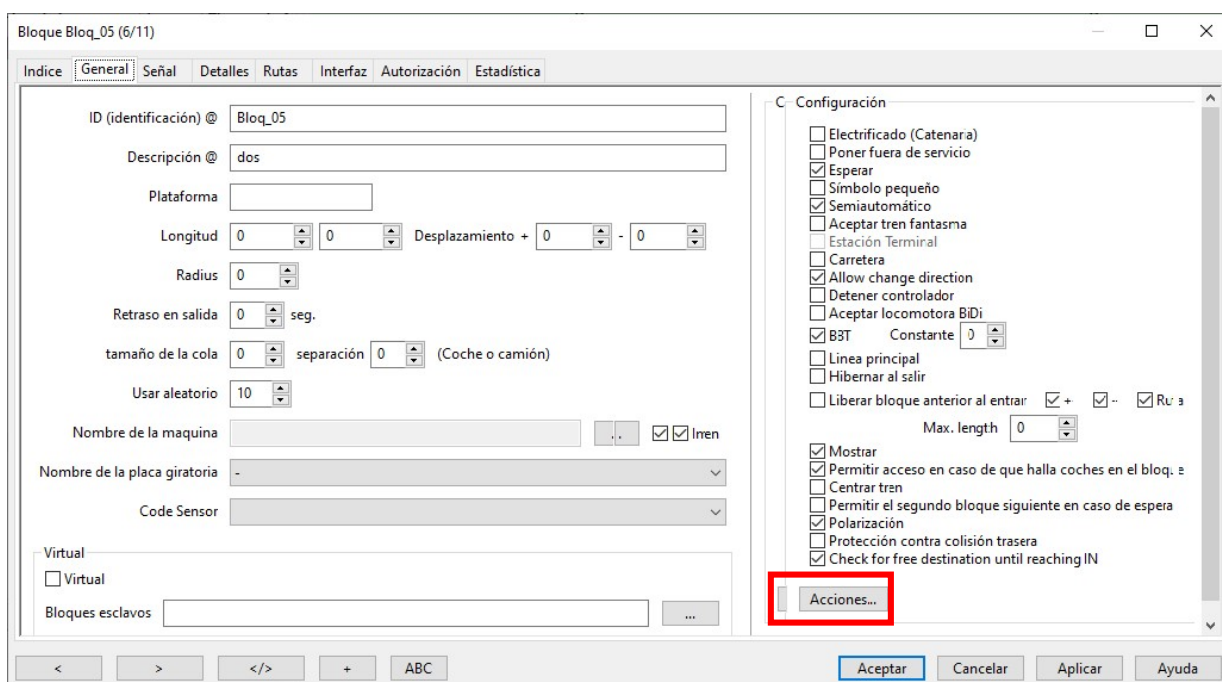 Bloque Bloq_05 (6/11)
Indice General Señal Detalles Rutas Interfaz Autorización Estadística
ID (identificación) @ Bloq_05
Descripción @ dos
Plataforma
Longitud 0 0 Desplazamiento + 0 - 0
Radius 0
Retraso en salida 0 seg.
tamaño de la cola 0 separación 0 (Coche o camión)
Usar aleatorio 10
Nombre de la maquina
Nombre de la placa giratoria -
Code Sensor
Virtual
Virtual
Bloques esclavos ...
C
Configuración
Electrificado (Catenaria)
Poner fuera de servicio
Esperar
Símbolo pequeño
Semiautomático
Aceptar tren fantasma
Estación Terminal
Carretera
Allow change direction
Detener controlador
Aceptar locomotora BiDi
BBT Constante 0
Linea principal
Hibernar al salir
Liberar bloque anterior al entrar + -
Max. length 0
Mostrar
Permitir acceso en caso de que halla coches en el bloque
Centrar tren
Permitir el segundo bloque siguiente en caso de espera
Polarización
Protección contra colisión trasera
Check for free destination until reaching IN
Acciones...
< > </> + ABC Aceptar Cancelar Aplicar Ayuda